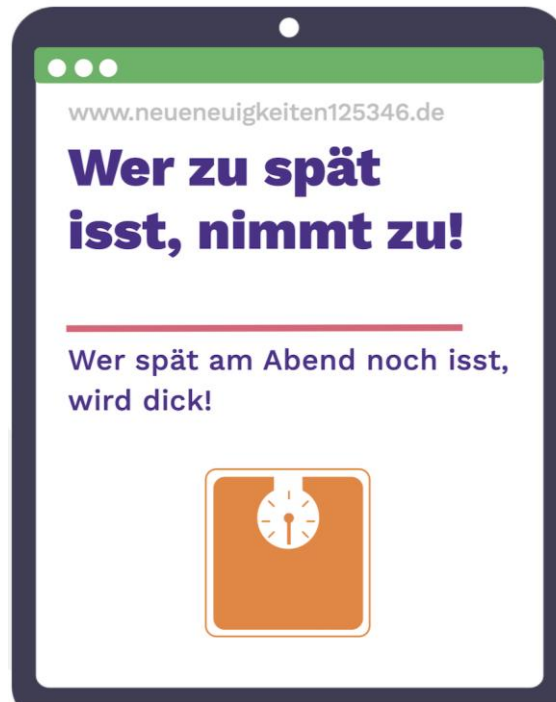 www.neueneuigkeiten125346.de
Wer zu spät
isst, nimmt zu!
Wer spät am Abend noch isst,
wird dick!